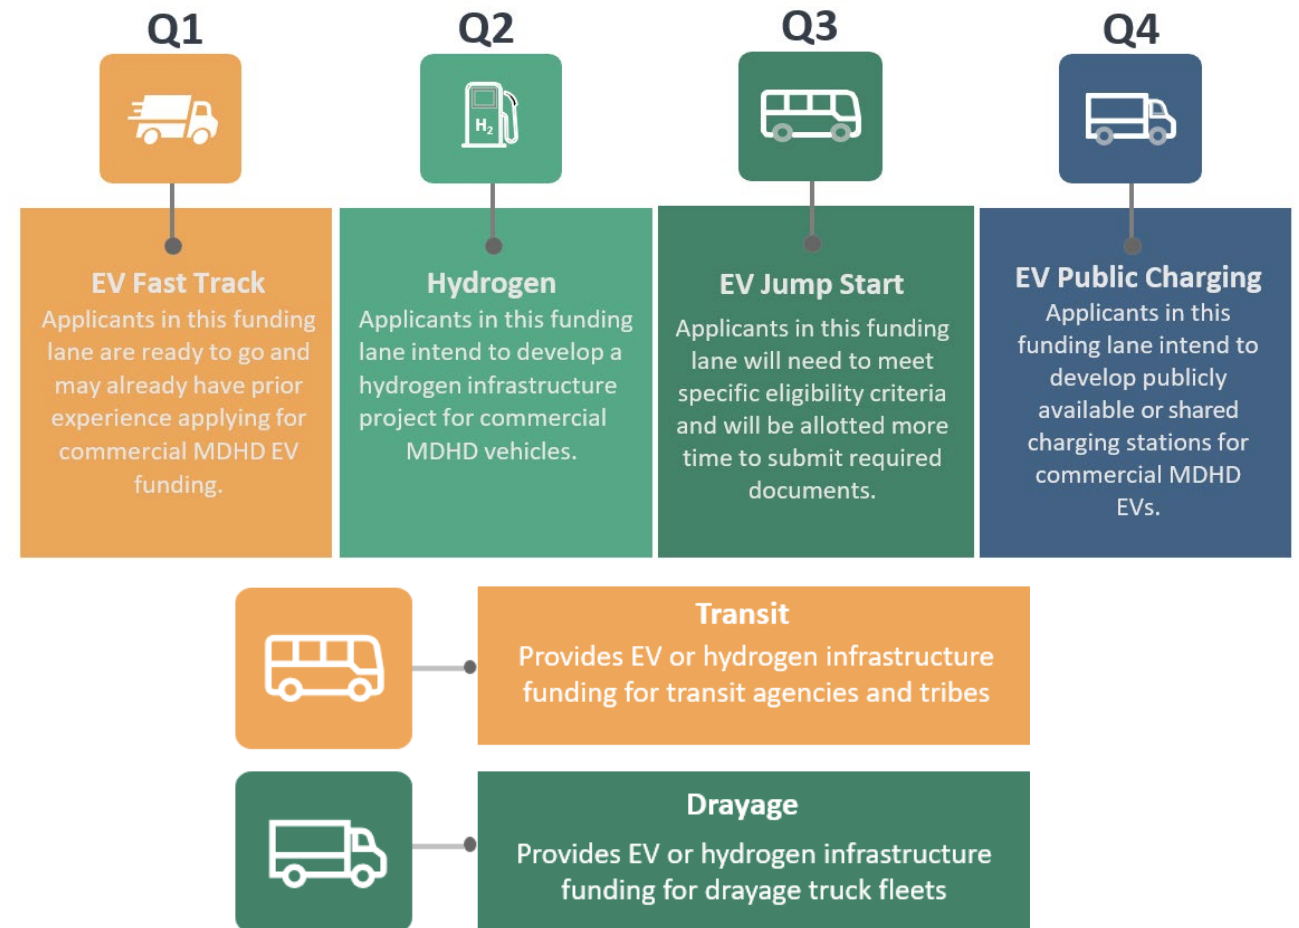 Q1
Q2
Q3
Q4
H2
EV Fast Track
Applicants in this funding
lane are ready to go and
may already have prior
experience applying for
commercial MDHD EV
funding.
Hydrogen
Applicants in this funding
lane intend to develop a
hydrogen infrastructure
project for commercial
MDHD vehicles.
EV Jump Start
Applicants in this funding
lane will need to meet
specific eligibility criteria
and will be allotted more
time to submit required
documents.
EV Public Charging
Applicants in this
funding lane intend to
develop publicly
available or shared
charging stations for
commercial MDHD
EVs.
Transit
Provides EV or hydrogen infrastructure
funding for transit agencies and tribes
Drayage
Provides EV or hydrogen infrastructure
funding for drayage truck fleets